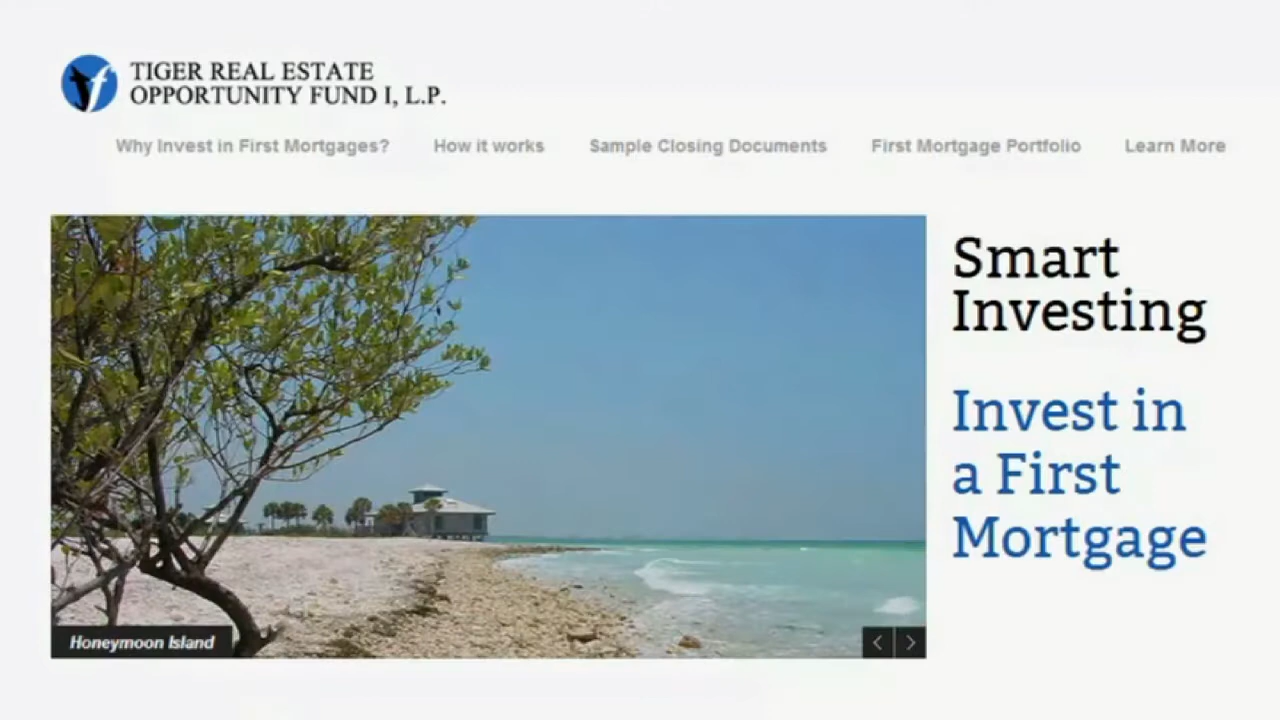 TIGER REAL ESTATE
OPPORTUNITY FUND I, L.P.
Why Invest in First Mortgages? How it works Sample Closing Documents First Mortgage Portfolio Learn More
Smart
Investing
Invest in
a First
Mortgage
Honeymoon Island